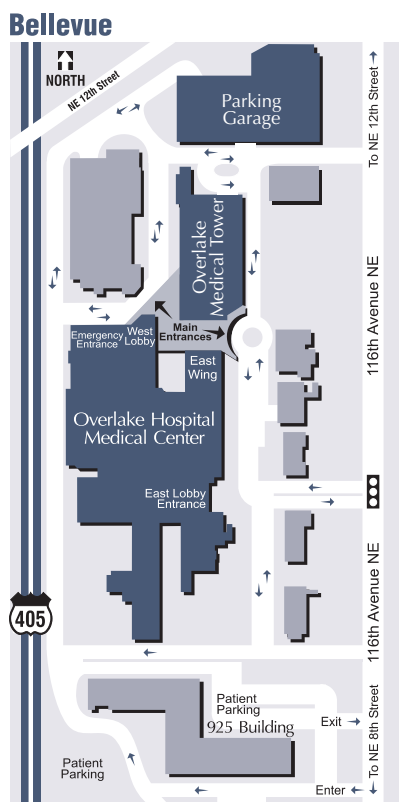 Bellevue
NORTH
NE 12th Street
To NE 12th Street
Parking
Garage
Overlake
Medical Tower
116th Avenue NE
Main
Entrances
Emergency
Entrance
West
Lobby
East
Wing
Overlake Hospital
Medical Center
East Lobby
Entrance
405
116th Avenue NE
Patient
Parking
925 Building
Exit
To NE 8th Street
Patient
Parking
Enter